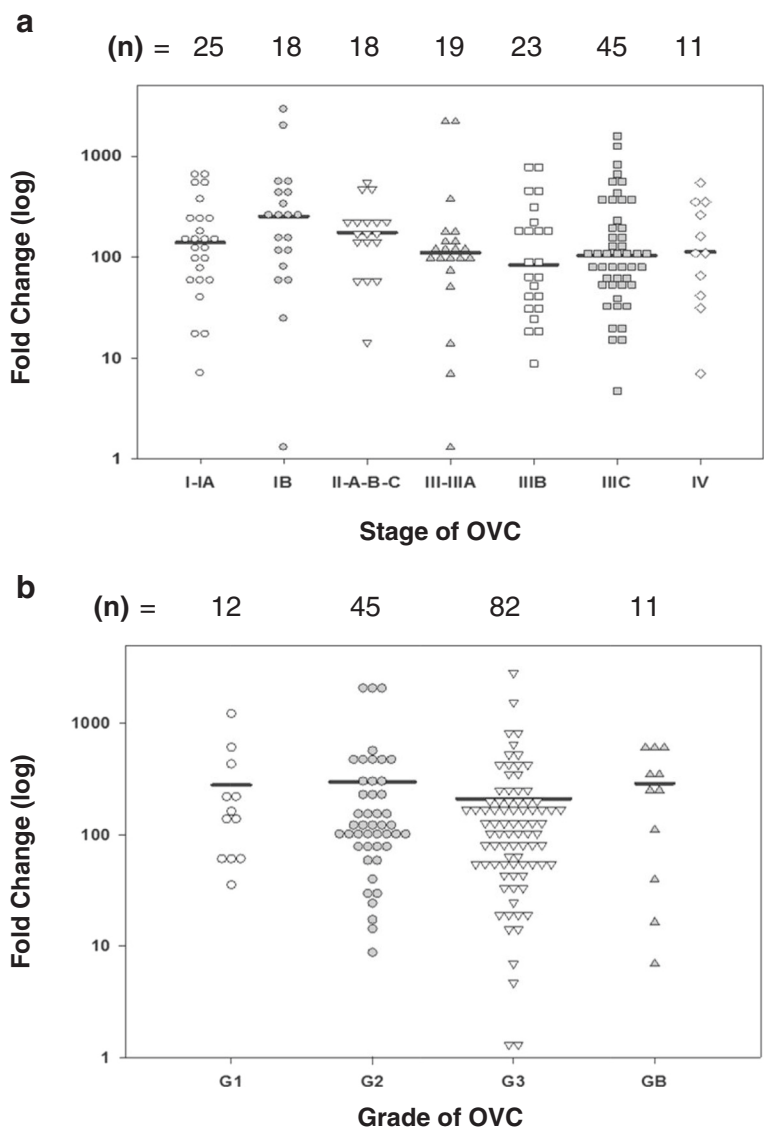 a
(n) = 25 18 18 19 23 45 11
Fold Change (log)
1000
100
10
1
I-IA IB II-A-B-C III-IIIA IIIB IIIC IV
Stage of OVC
b
(n) = 12 45 82 11
Fold Change (log)
1000
100
10
1
G1 G2 G3 GB
Grade of OVC